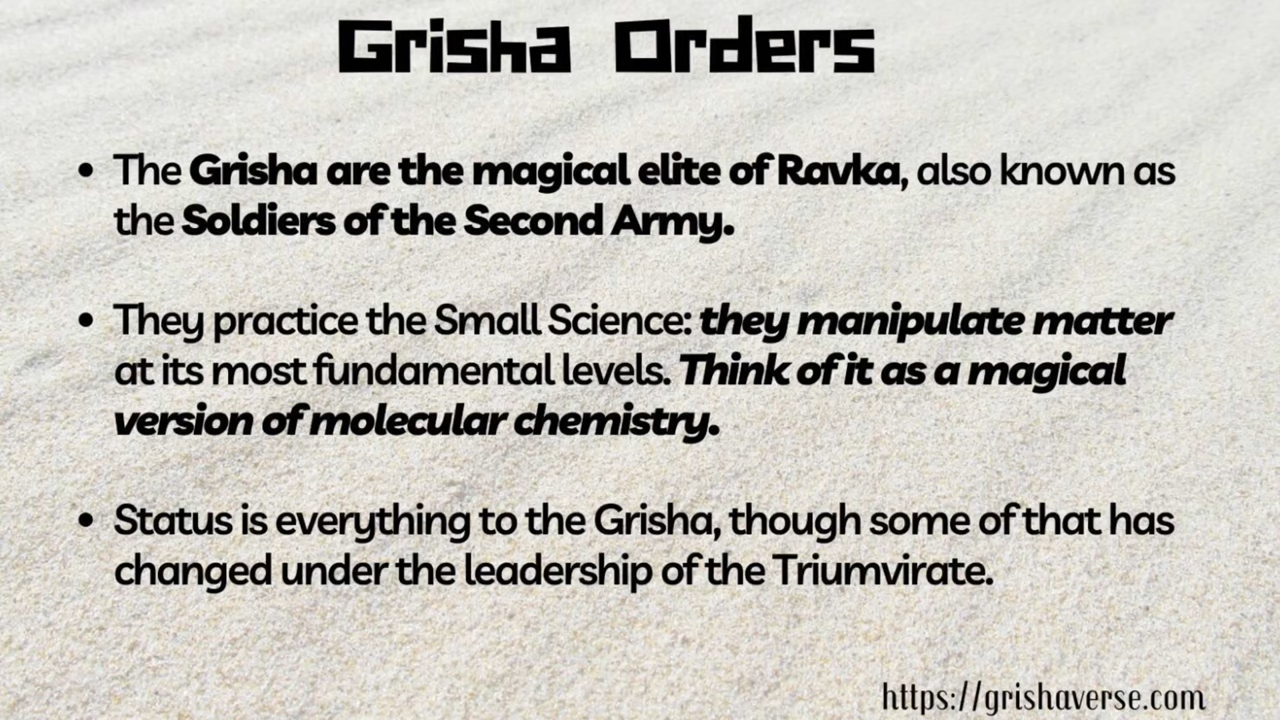 Grisha Orders
• The Grisha are the magical elite of Ravka, also known as
the Soldiers of the Second Army.
• They practice the Small Science: they manipulate matter
at its most fundamental levels. Think of it as a magical
version of molecular chemistry.
• Status is everything to the Grisha, though some of that has
changed under the leadership of the Triumvirate.
https://grishaverse.com